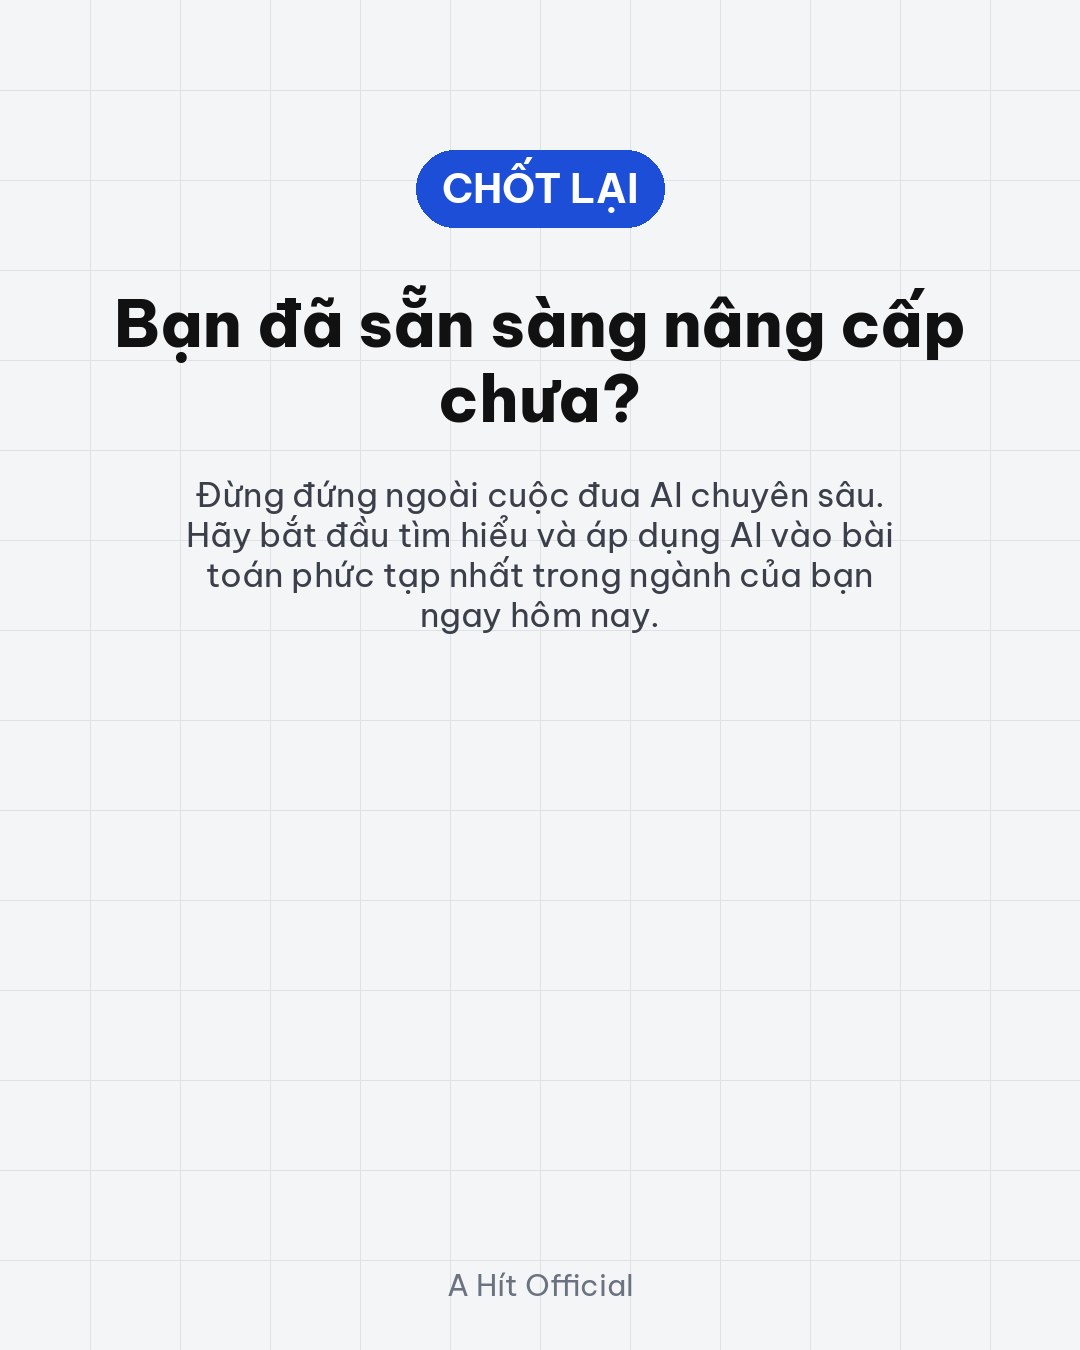 CHỐT LẠI
Bạn đã sẵn sàng nâng cấp
chưa?
Đừng đứng ngoài cuộc đua AI chuyên sâu.
Hãy bắt đầu tìm hiểu và áp dụng AI vào bài
toán phức tạp nhất trong ngành của bạn
ngay hôm nay.
A Hít Official